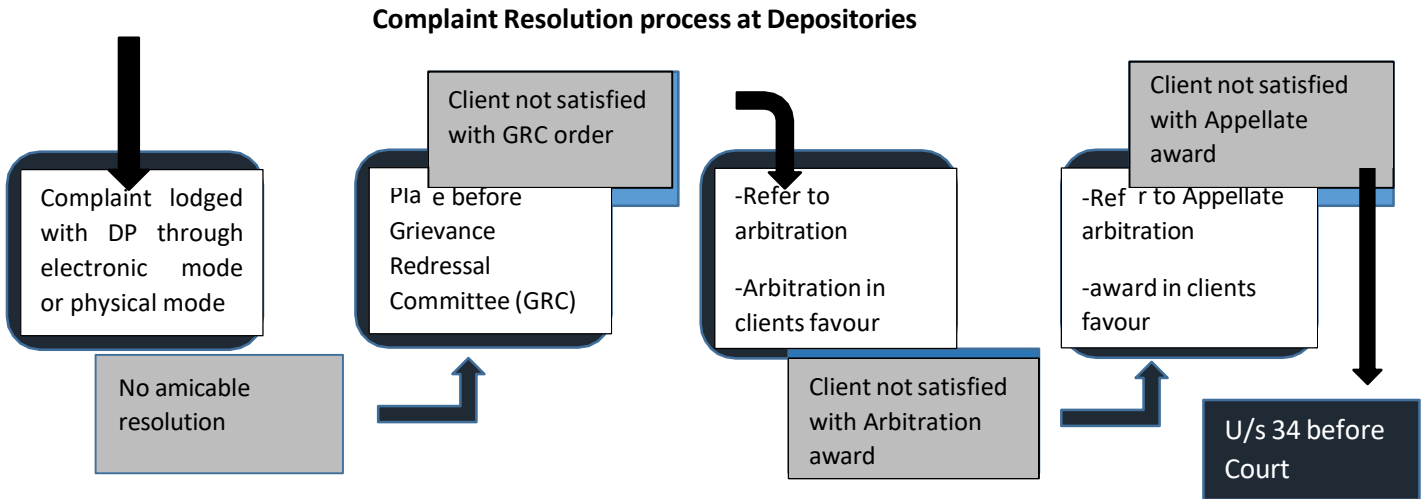 Complaint Resolution process at Depositories
Complaint lodged
with DP through
electronic mode
or physical mode
No amicable
resolution
Client not satisfied
with GRC order
Pla e before
Grievance
Redressal
Committee (GRC)
-Refer to
arbitration
-Arbitration in
clients favour
Client not satisfied
with Arbitration
award
Client not satisfied
with Appellate
award
-Ref r to Appellate
arbitration
-award in clients
favour
U/s 34 before
Court